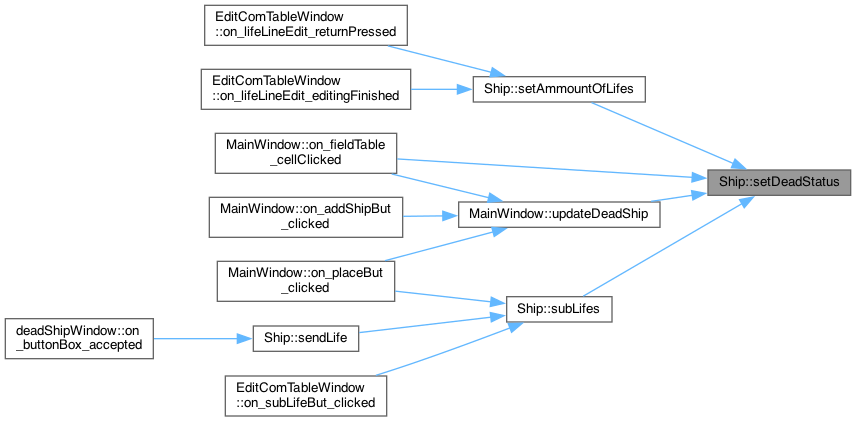 EditComTableWindow
::on_lifeLineEdit_returnPressed
EditComTableWindow
::on_lifeLineEdit_editingFinished
Ship::setAmmountOfLifes
MainWindow::on_fieldTable
_cellClicked
Ship::setDeadStatus
MainWindow::on_addShipBut
_clicked
MainWindow::updateDeadShip
MainWindow::on_placeBut
_clicked
Ship::subLifes
deadShipWindow::on
_buttonBox_accepted
Ship::sendLife
EditComTableWindow
::on_subLifeBut_clicked